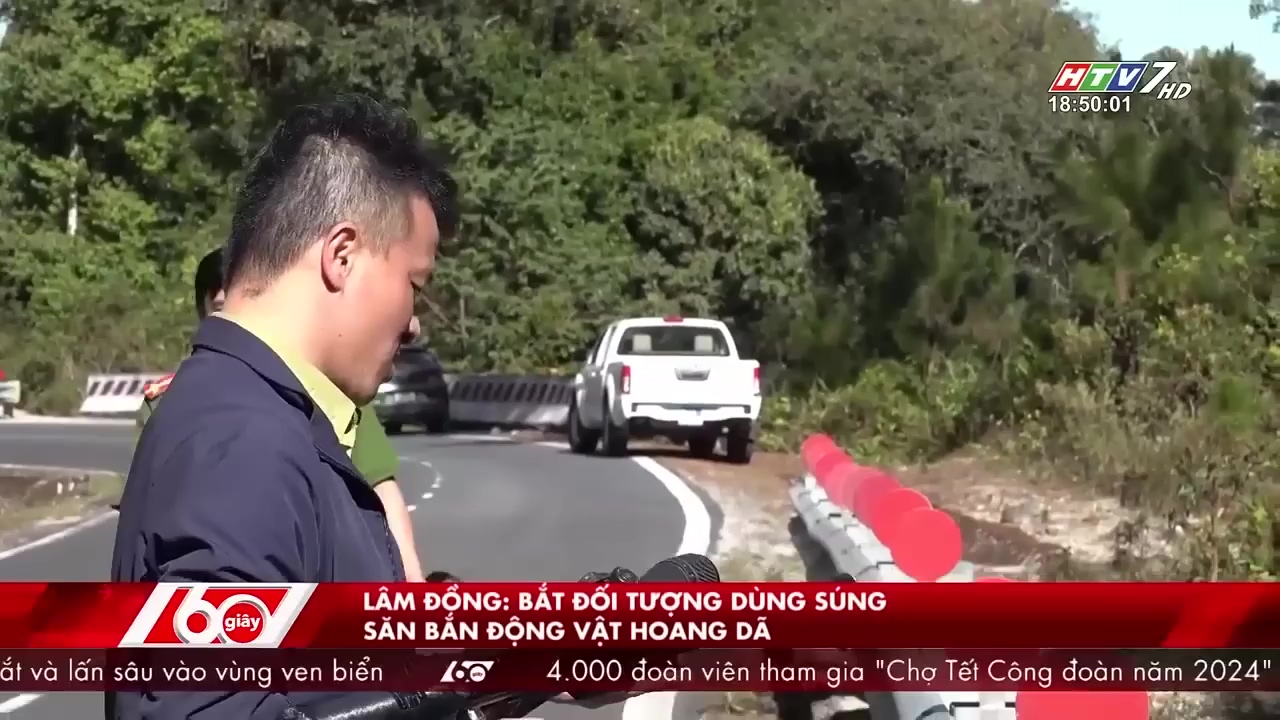 HTV7
HD
18:50:01
60 giây
LÂM ĐỒNG: BẮT ĐỐI TƯỢNG DÙNG SÚNG
SĂN BẮN ĐỘNG VẬT HOANG DÃ
ắt và lấn sâu vào vùng ven biển 60 giây 4.000 đoàn viên tham gia "Chợ Tết Công đoàn năm 2024"